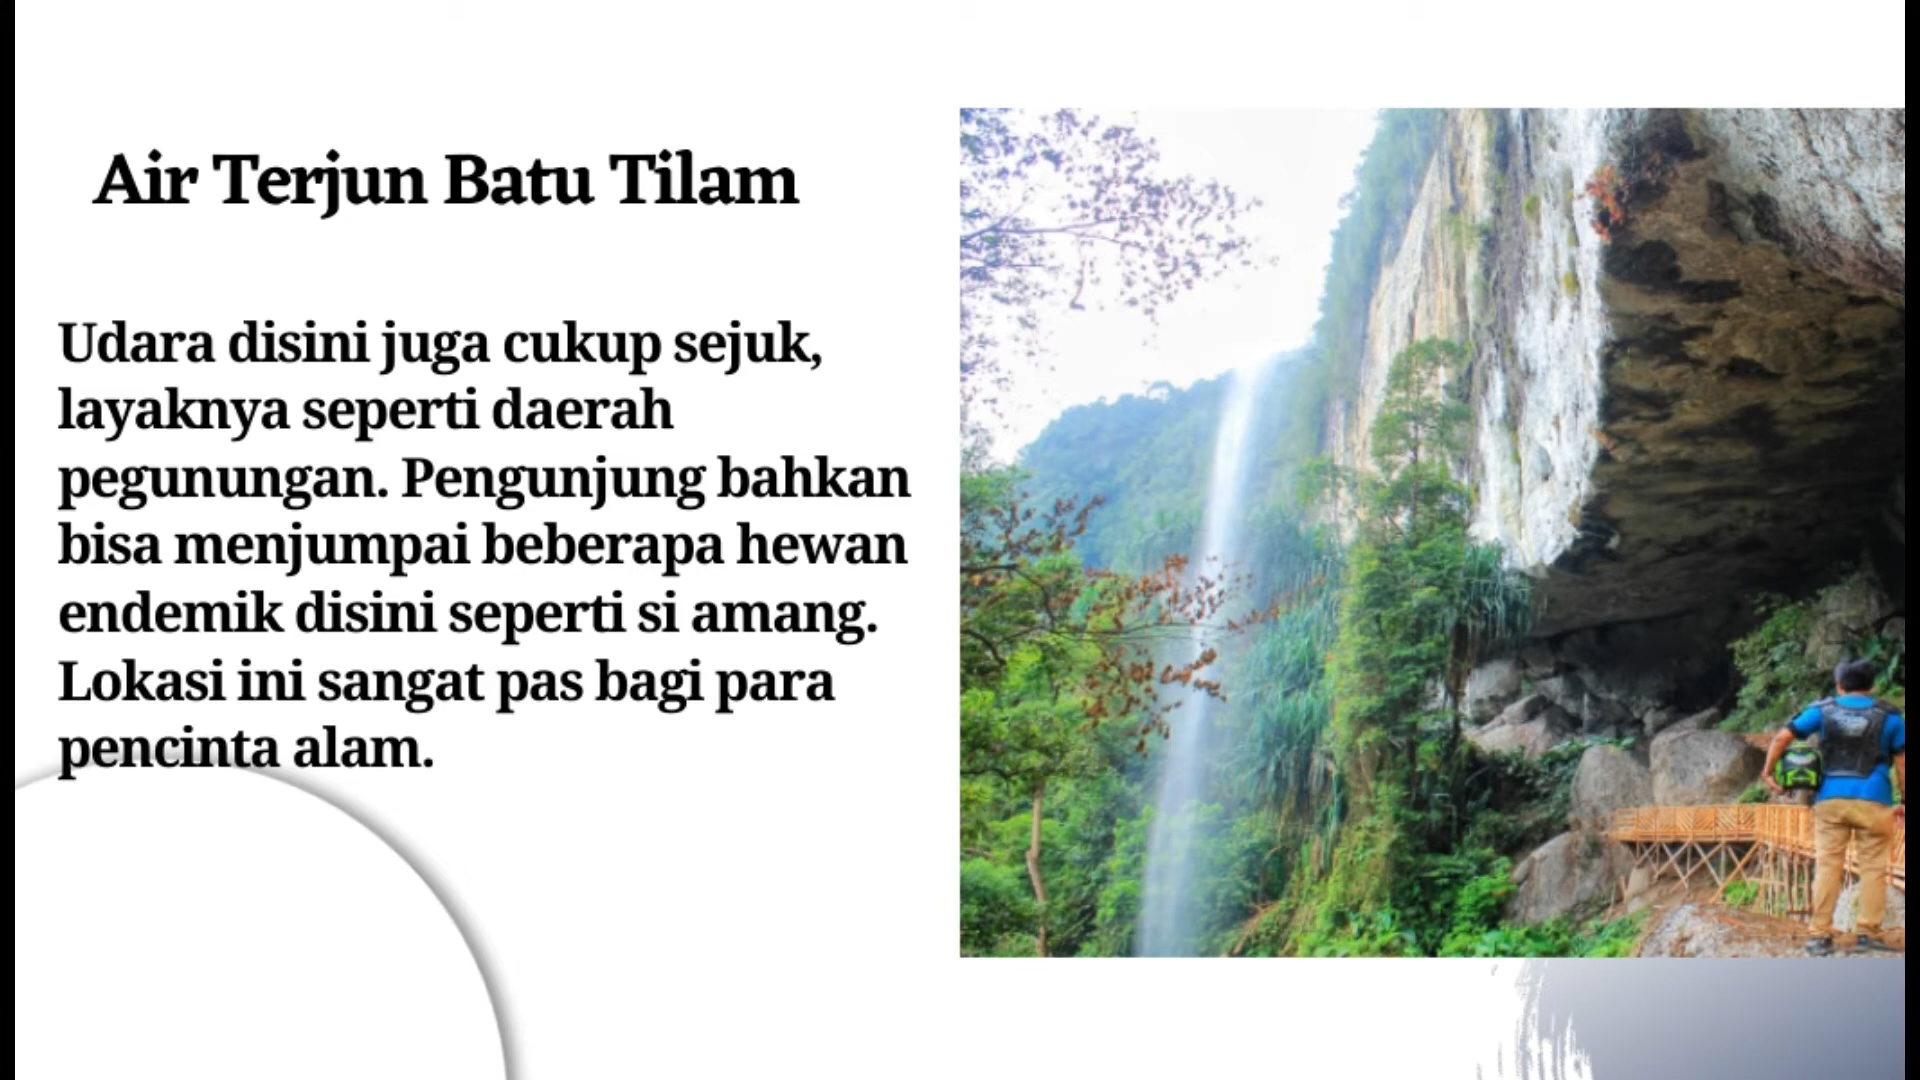 Air Terjun Batu Tilam
Udara disini juga cukup sejuk,
layaknya seperti daerah
pegunungan. Pengunjung bahkan
bisa menjumpai beberapa hewan
endemik disini seperti si amang.
Lokasi ini sangat pas bagi para
pencinta alam.